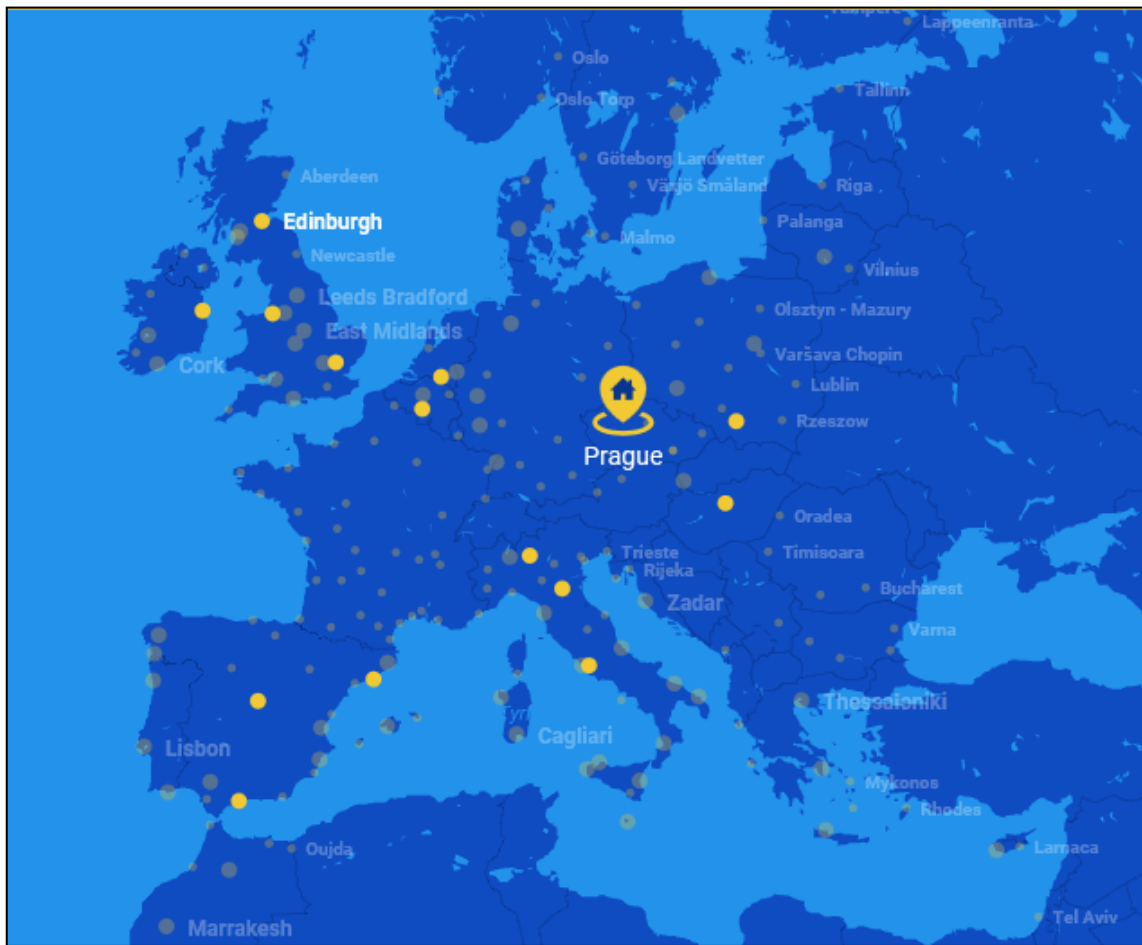 Lappeenranta
Oslo
Tallinn
Oslo Torp
Göteborg Landvetter
Aberdeen
Växjö Småland
Riga
Edinburgh
Palanga
Malmo
Newcastle
Vilnius
Leeds Bradford
Olsztyn - Mazury
East Midlands
Varšava Chopin
Cork
Lublin
Rzeszow
Prague
Oradea
Trieste
Timisoara
Rijeka
Bucharest
Zadar
Varna
Thessaloniki
Cagliari
Lisbon
Mykonos
Rhodes
Oujda
Larnaca
Tel Aviv
Marrakesh